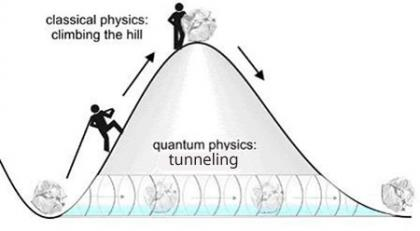 classical physics:
climbing the hill
quantum physics:
tunneling